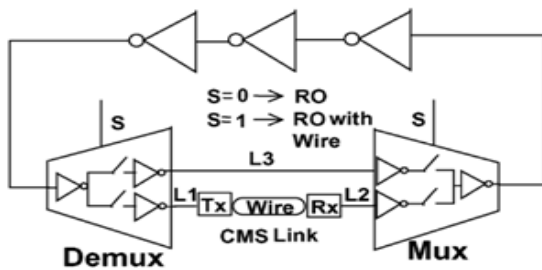 S=0 → RO
S=1 → RO with
Wire
S
S
L3
L1
Tx
Wire
Rx
L2
CMS Link
Demux
Mux